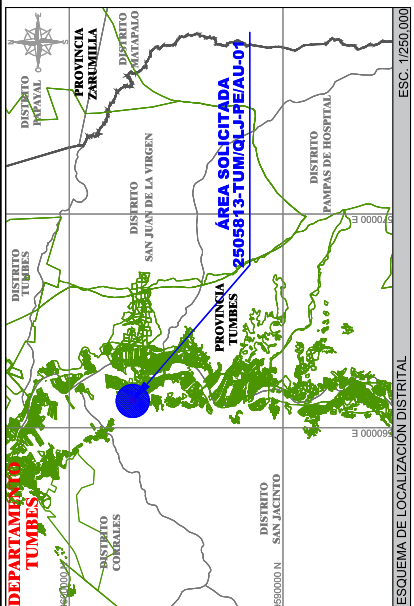 DISTRITO
PAPAYAL
PROVINCIA
ZARUMILLA
DISTRITO
MATAPALO
DISTRITO
TUMBES
DISTRITO
SAN JUAN DE LA VIRGEN
ÁREA SOLICITADA
2505813-TUM/QLJ-PE/AU-01
DISTRITO
PAMPAS DE HOSPITAL
PROVINCIA
TUMBES
DEPARTAMENTO
TUMBES
DISTRITO
CORRALES
DISTRITO
SAN JACINTO
ESQUEMA DE LOCALIZACIÓN DISTRITAL
ESC. 1/250,000